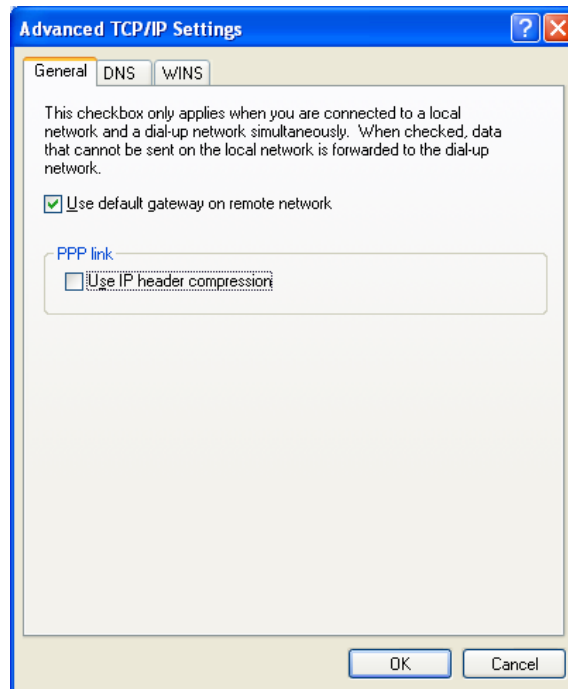 Advanced TCP/IP Settings
General DNS WINS
This checkbox only applies when you are connected to a local
network and a dial-up network simultaneously. When checked, data
that cannot be sent on the local network is forwarded to the dial-up
network.
Use default gateway on remote network
PPP link
Use IP header compression
OK Cancel